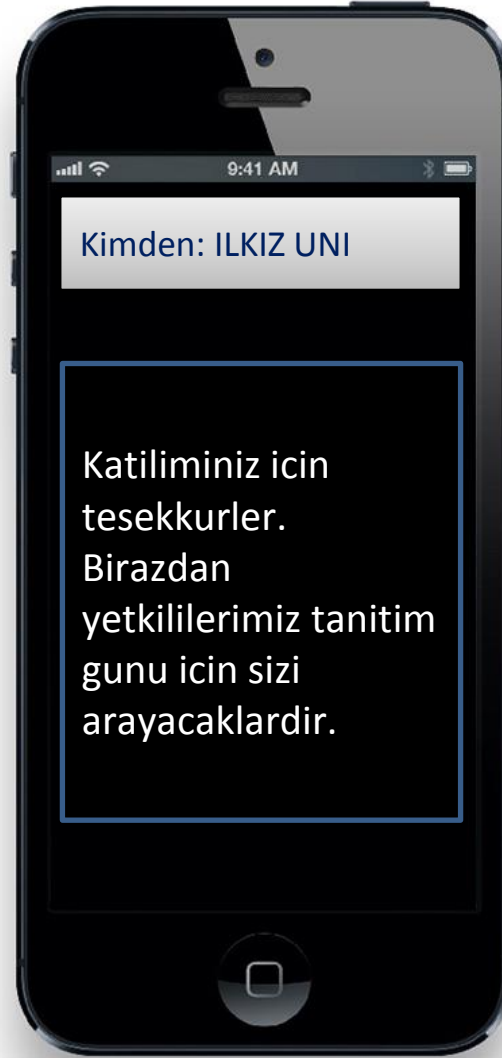 9:41 AM
Kimden: ILKIZ UNI
Katiliminiz icin
tesekkurler.
Birazdan
yetkililerimiz tanitim
gunu icin sizi
arayacaklardir.